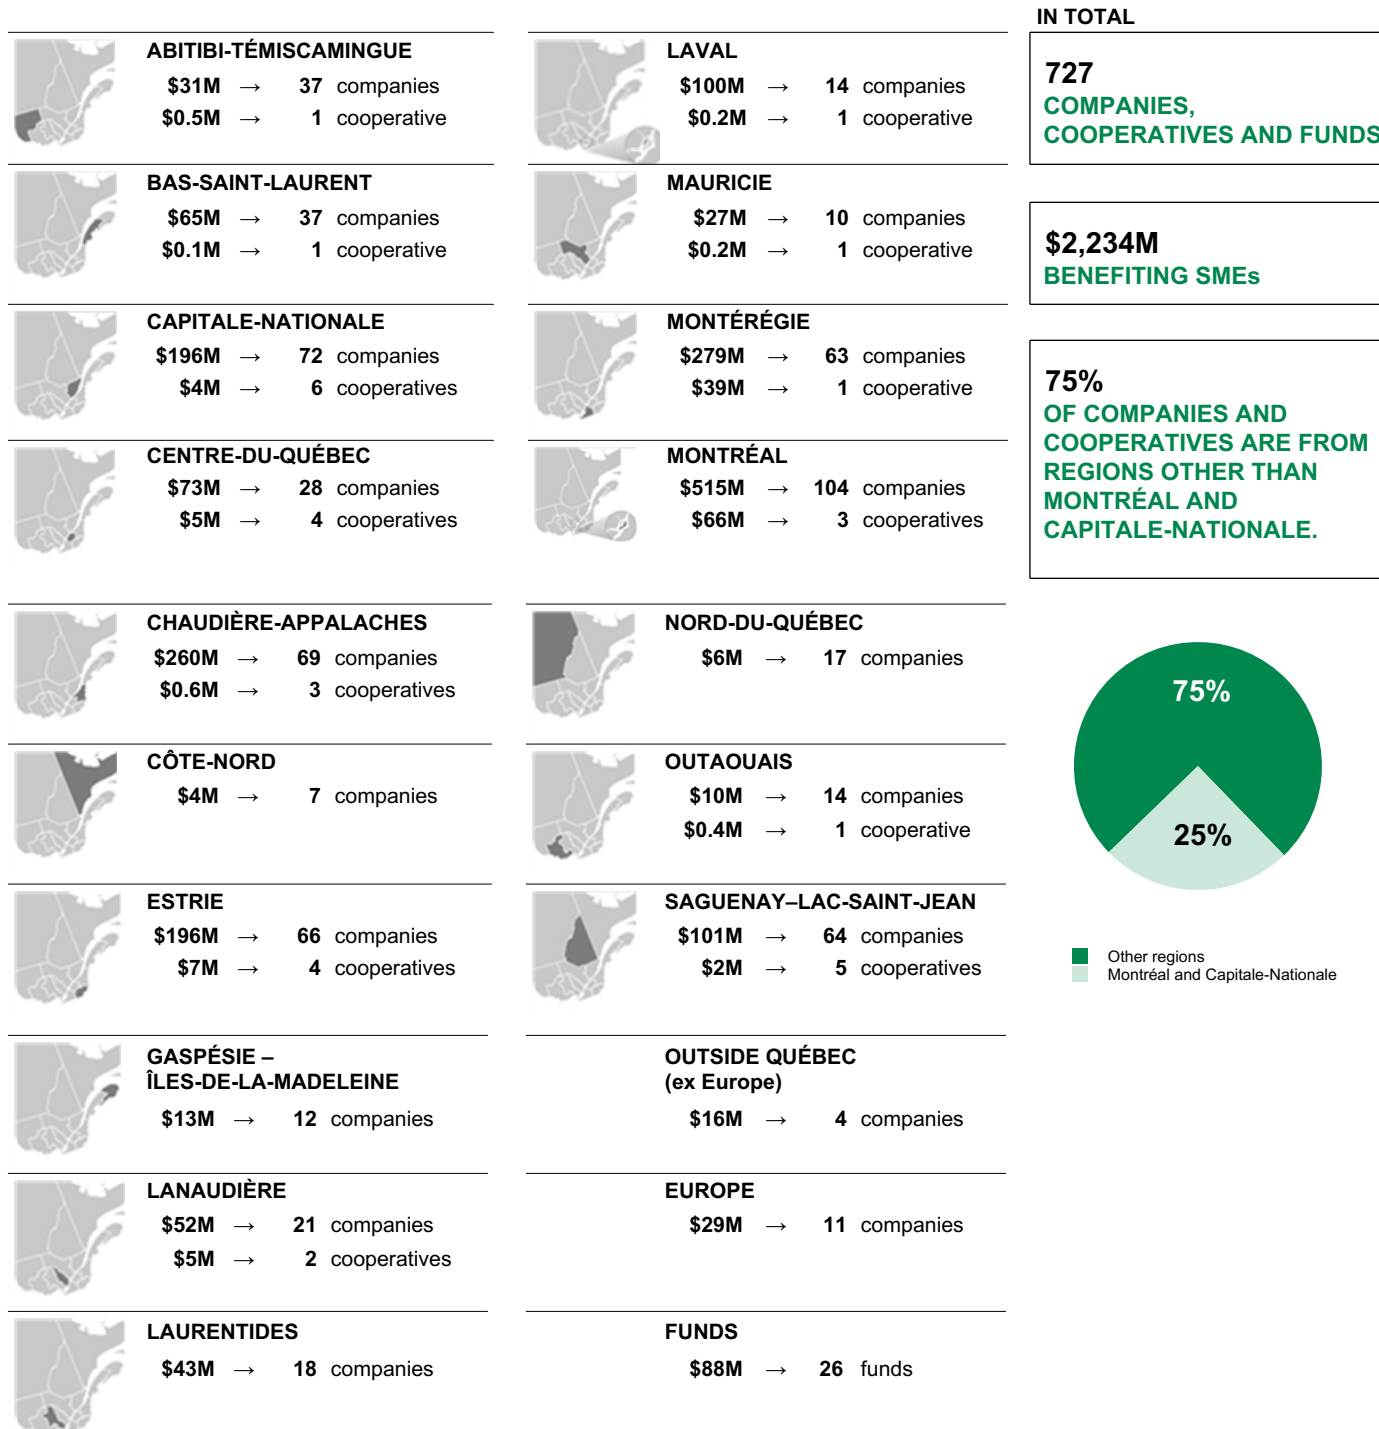 ABITIBI-TÉMISCAMINGUE
$31M → 37 companies
$0.5M → 1 cooperative
BAS-SAINT-LAURENT
$65M → 37 companies
$0.1M → 1 cooperative
CAPITALE-NATIONALE
$196M → 72 companies
$4M → 6 cooperatives
CENTRE-DU-QUÉBEC
$73M → 28 companies
$5M → 4 cooperatives
CHAUDIÈRE-APPALACHES
$260M → 69 companies
$0.6M → 3 cooperatives
CÔTE-NORD
$4M → 7 companies
ESTRIE
$196M → 66 companies
$7M → 4 cooperatives
GASPÉSIE –
ÎLES-DE-LA-MADELEINE
$13M → 12 companies
LANAUDIÈRE
$52M → 21 companies
$5M → 2 cooperatives
LAURENTIDES
$43M → 18 companies
LAVAL
$100M → 14 companies
$0.2M → 1 cooperative
MAURICIE
$27M → 10 companies
$0.2M → 1 cooperative
MONTÉRÉGIE
$279M → 63 companies
$39M → 1 cooperative
MONTRÉAL
$515M → 104 companies
$66M → 3 cooperatives
NORD-DU-QUÉBEC
$6M → 17 companies
OUTAOUAIS
$10M → 14 companies
$0.4M → 1 cooperative
SAGUENAY–LAC-SAINT-JEAN
$101M → 64 companies
$2M → 5 cooperatives
OUTSIDE QUÉBEC
(ex Europe)
$16M → 4 companies
EUROPE
$29M → 11 companies
FUNDS
$88M → 26 funds
IN TOTAL
727
COMPANIES,
COOPERATIVES AND FUNDS
$2,234M
BENEFITING SMEs
75%
OF COMPANIES AND
COOPERATIVES ARE FROM
REGIONS OTHER THAN
MONTRÉAL AND
CAPITALE-NATIONALE.
75%
25%
Other regions
Montréal and Capitale-Nationale